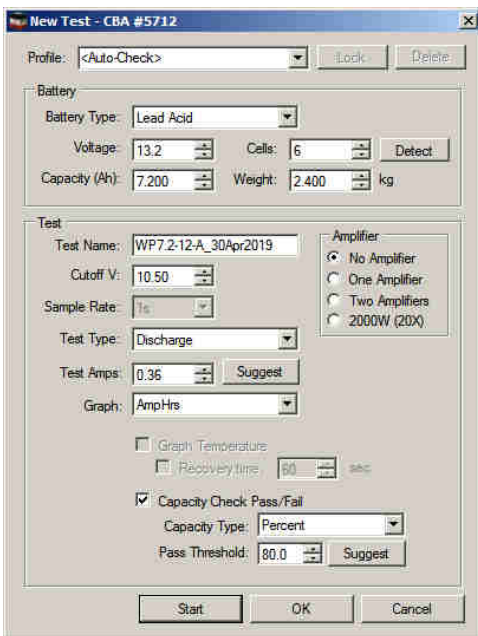 New Test - CBA #5712
Profile: <Auto-Check> Lock Delete
Battery
Battery Type: Lead Acid
Voltage: 13.2 Cells: 6 Detect
Capacity (Ah): 7.200 Weight: 2.400 kg
Test
Test Name: WP7.2-12-A_30Apr2019
Amplifier
No Amplifier
One Amplifier
Two Amplifiers
2000W (20X)
Cutoff V: 10.50
Sample Rate: 1s
Test Type: Discharge
Test Amps: 0.36 Suggest
Graph: AmpHrs
Graph Temperature
Recovery time 60 sec
Capacity Check Pass/Fail
Capacity Type: Percent
Pass Threshold: 80.0 Suggest
Start OK Cancel